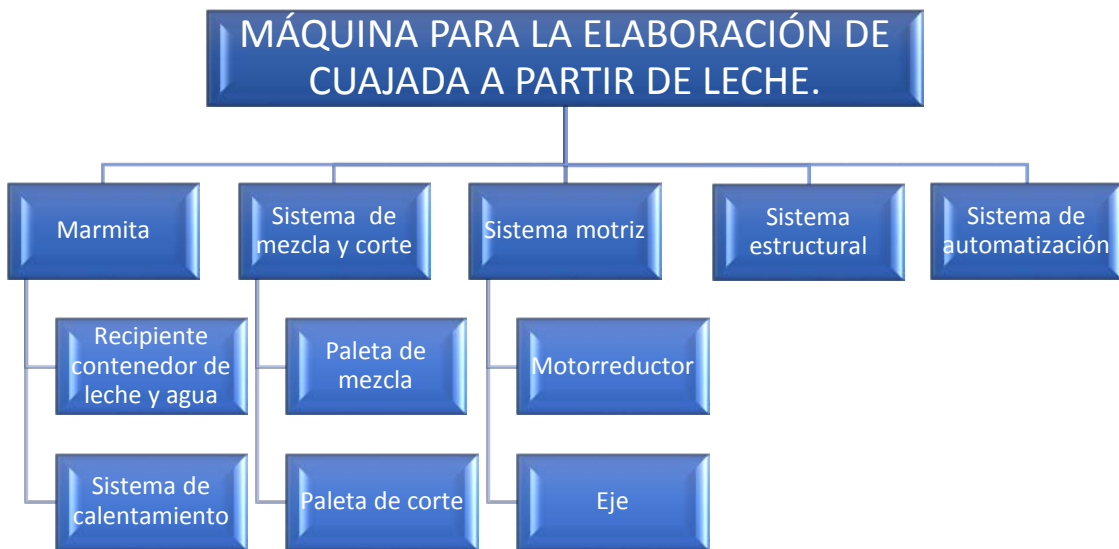 MÁQUINA PARA LA ELABORACIÓN DE
CUAJADA A PARTIR DE LECHE.
Marmita
Recipiente
contenedor de
leche y agua
Sistema de
calentamiento
Sistema de
mezcla y corte
Paleta de
mezcla
Paleta de corte
Sistema motriz
Motorreductor
Eje
Sistema
estructural
Sistema de
automatización